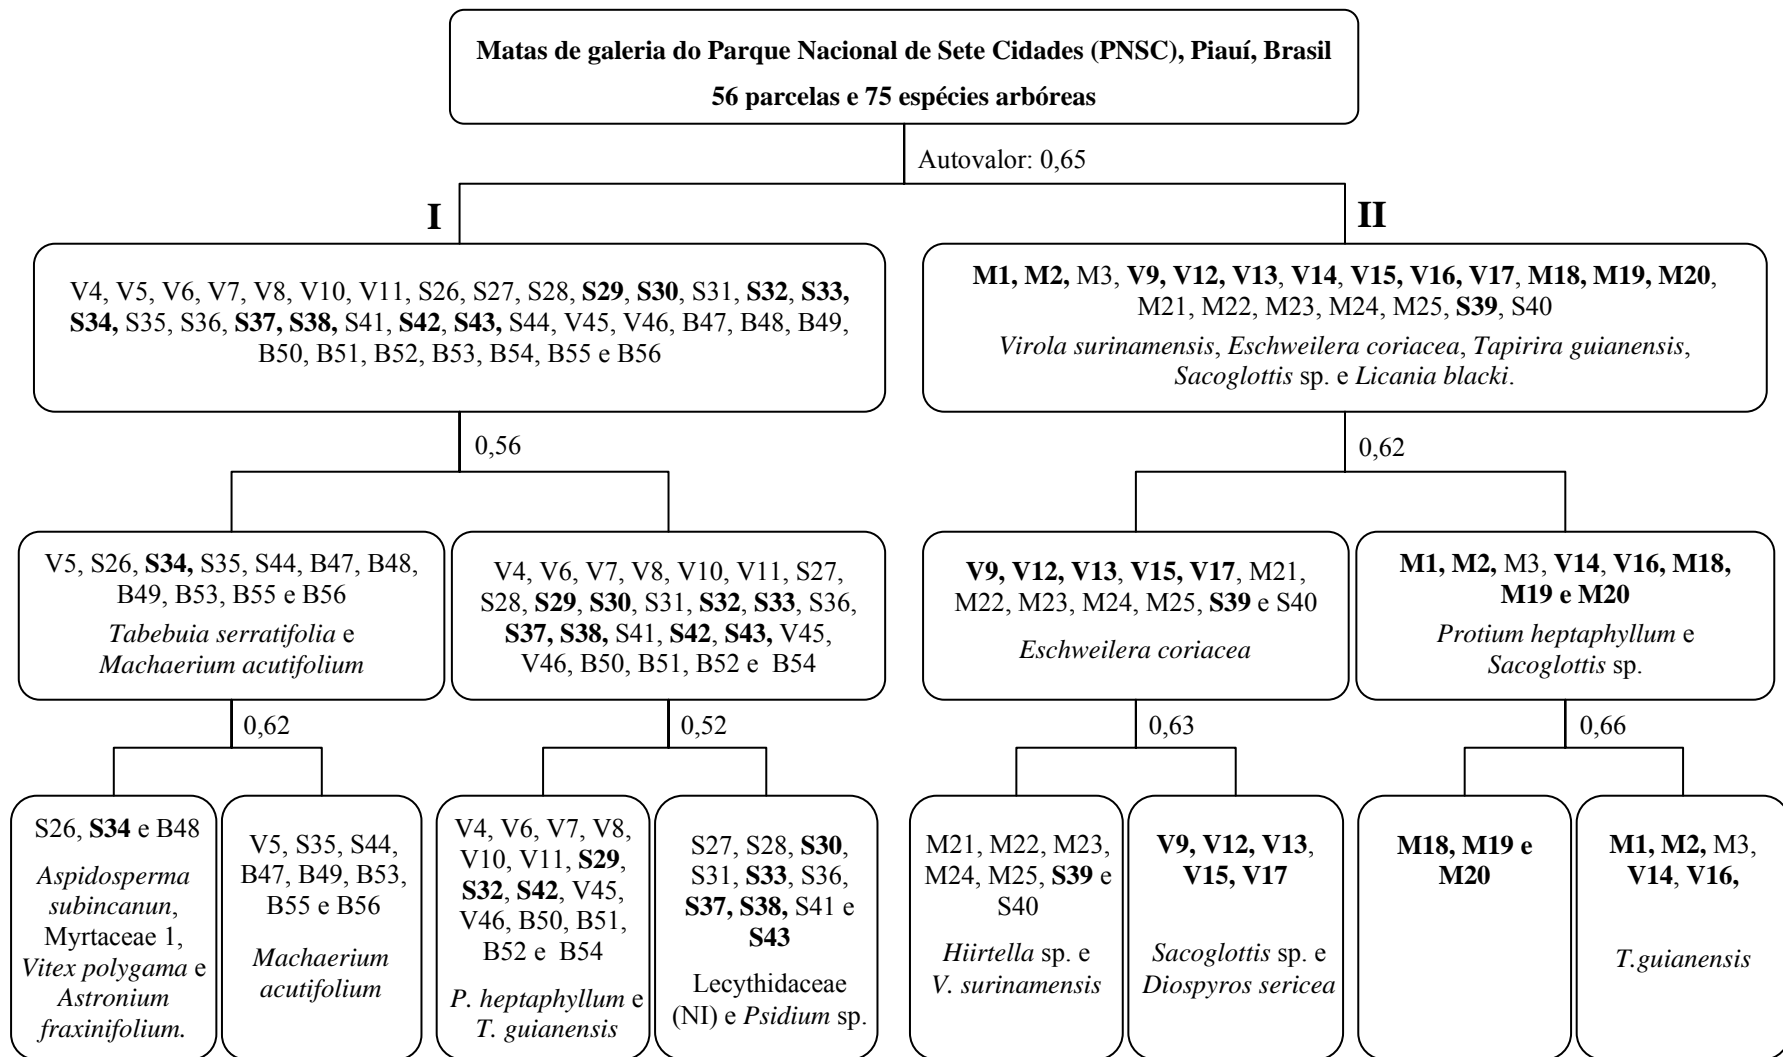 Matas de galeria do Parque Nacional de Sete Cidades (PNSC), Piauí, Brasil
56 parcelas e 75 espécies arbóreas
Autovalor: 0,65
I
II
V4, V5, V6, V7, V8, V10, V11, S26, S27, S28, S29, S30, S31, S32, S33,
S34, S35, S36, S37, S38, S41, S42, S43, S44, V45, V46, B47, B48, B49,
B50, B51, B52, B53, B54, B55 e B56
M1, M2, M3, V9, V12, V13, V14, V15, V16, V17, M18, M19, M20,
M21, M22, M23, M24, M25, S39, S40
Virola surinamensis, Eschweilera coriacea, Tapirira guianensis,
Sacoglottis sp. e Licania blacki.
0,56
0,62
V5, S26, S34, S35, S44, B47, B48,
B49, B53, B55 e B56
Tabebuia serratifolia e
Machaerium acutifolium
V4, V6, V7, V8, V10, V11, S27,
S28, S29, S30, S31, S32, S33, S36,
S37, S38, S41, S42, S43, V45,
V46, B50, B51, B52 e B54
V9, V12, V13, V15, V17, M21,
M22, M23, M24, M25, S39 e S40
Eschweilera coriacea
M1, M2, M3, V14, V16, M18,
M19 e M20
Protium heptaphyllum e
Sacoglottis sp.
0,62
0,52
0,63
0,66
S26, S34 e B48
Aspidosperma
subincanun,
Myrtaceae 1,
Vitex polygama e
Astronium
fraxinifolium.
V5, S35, S44,
B47, B49, B53,
B55 e B56
Machaerium
acutifolium
V4, V6, V7, V8,
V10, V11, S29,
S32, S42, V45,
V46, B50, B51,
B52 e B54
P. heptaphyllum e
T. guianensis
S27, S28, S30,
S31, S33, S36,
S37, S38, S41 e
S43
Lecythidaceae
(NI) e Psidium sp.
M21, M22, M23,
M24, M25, S39 e
S40
Hiirtella sp. e
V. surinamensis
V9, V12, V13,
V15, V17
Sacoglottis sp. e
Diospyros sericea
M18, M19 e
M20
M1, M2, M3,
V14, V16,
T.guianensis